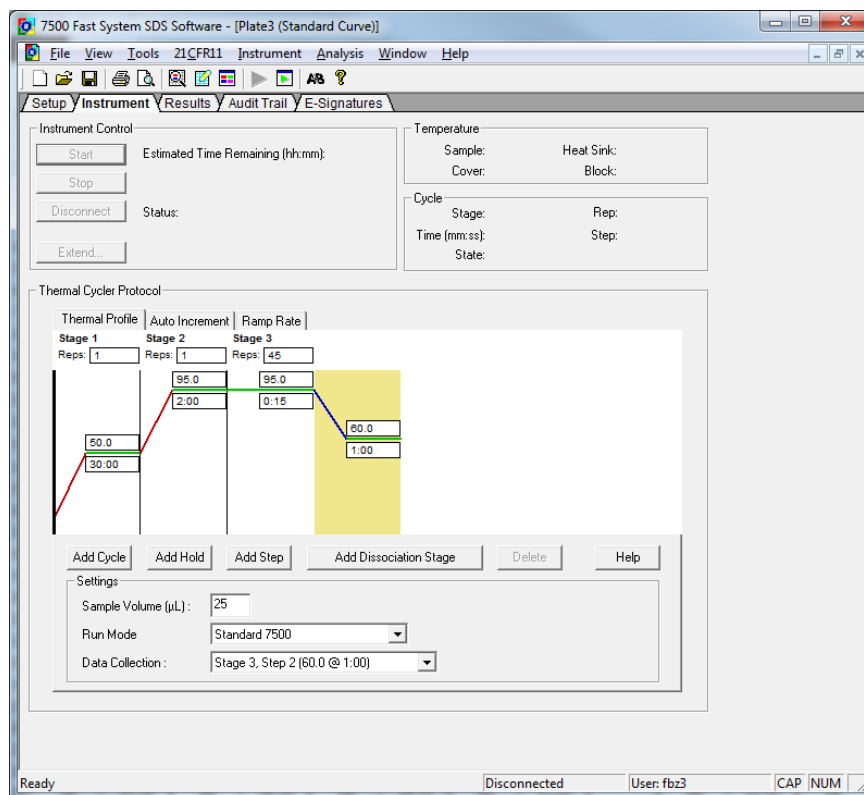 7500 Fast System SDS Software - [Plate3 (Standard Curve)]
File View Tools 21CFR11 Instrument Analysis Window Help
Setup Instrument Results Audit Trail E-Signatures
Instrument Control
Start Estimated Time Remaining (hh:mm):
Stop
Disconnect Status:
Extend...
Temperature
Sample: Heat Sink:
Cover: Block:
Cycle
Stage: Rep:
Time (mm:ss): Step:
State:
Thermal Cycler Protocol
Thermal Profile Auto Increment Ramp Rate
Stage 1 Stage 2 Stage 3
Reps: 1 Reps: 1 Reps: 45
95.0 95.0
2:00 0:15
60.0
50.0 1:00
30:00
Add Cycle Add Hold Add Step Add Dissociation Stage Delete Help
Settings
Sample Volume (µL) : 25
Run Mode Standard 7500
Data Collection : Stage 3, Step 2 (60.0 @ 1:00)
Ready Disconnected User: fbz3 CAP NUM